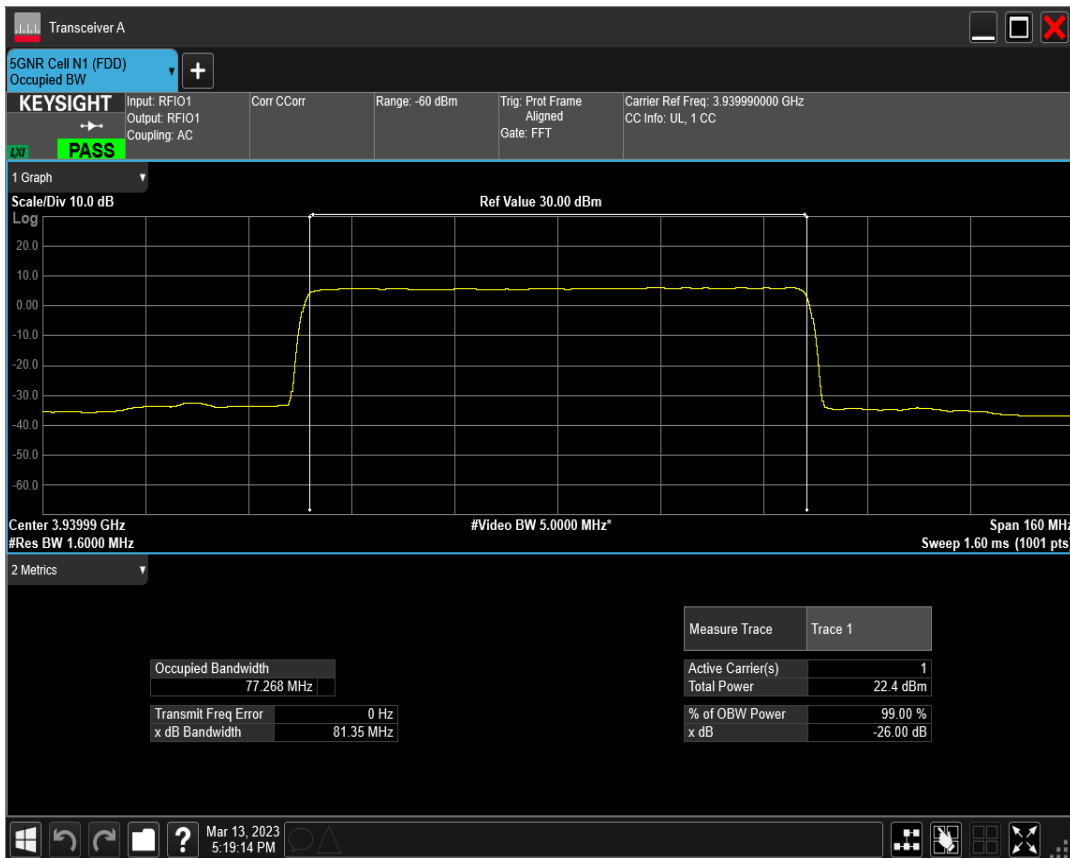 Transceiver A
5GNR Cell N1 (FDD)
Occupied BW
+
KEYSIGHT
LXI
PASS
Input: RFIO1
Output: RFIO1
Coupling: AC
Corr CCorr
Range: -60 dBm
Trig: Prot Frame
Aligned
Gate: FFT
Carrier Ref Freq: 3.939990000 GHz
CC Info: UL, 1 CC
1 Graph
Scale/Div 10.0 dB
Ref Value 30.00 dBm
Log
20.0
10.0
0.00
-10.0
-20.0
-30.0
-40.0
-50.0
-60.0
Center 3.93999 GHz
#Video BW 5.0000 MHz*
Span 160 MHz
#Res BW 1.6000 MHz
Sweep 1.60 ms (1001 pts)
2 Metrics
Measure Trace Trace 1
Occupied Bandwidth
77.268 MHz
Active Carrier(s) 1
Total Power 22.4 dBm
Transmit Freq Error 0 Hz
x dB Bandwidth 81.35 MHz
% of OBW Power 99.00 %
x dB -26.00 dB
?
Mar 13, 2023
5:19:14 PM